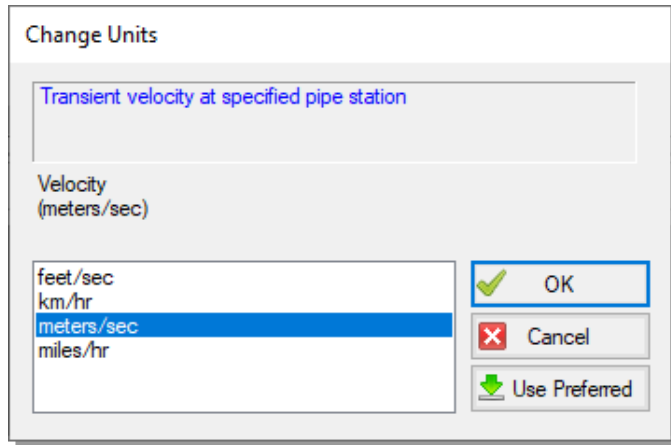 Change Units
Transient velocity at specified pipe station
Velocity
(meters/sec)
feet/sec
km/hr
meters/sec
miles/hr
OK
Cancel
Use Preferred